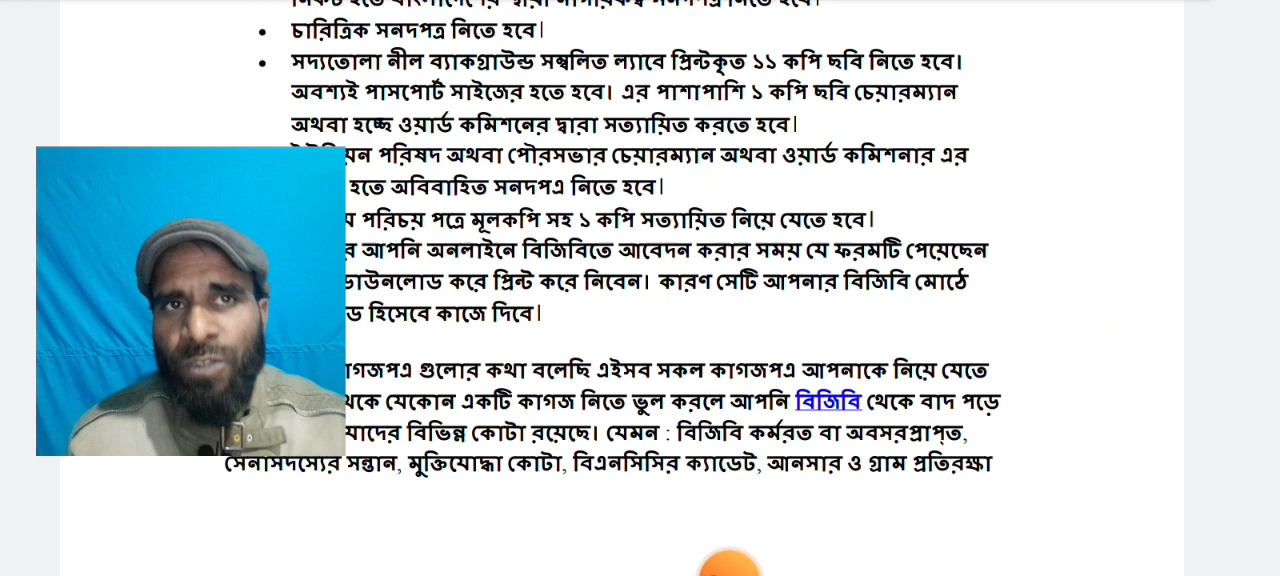 চারিত্রিক সনদপত্র নিতে হবে।
সদ্যতোলা নীল ব্যাকগ্রাউন্ড সম্বলিত ল্যাবে প্রিন্টকৃত ১১ কপি ছবি নিতে হবে।
অবশ্যই পাসপোর্ট সাইজের হতে হবে। এর পাশাপাশি ১ কপি ছবি চেয়ারম্যান
অথবা হচ্ছে ওয়ার্ড কমিশনের দ্বারা সত্যায়িত করতে হবে।
পরিষদ অথবা পৌরসভার চেয়ারম্যান অথবা ওয়ার্ড কমিশনার এর
হতে অবিবাহিত সনদপএ নিতে হবে।
পরিচয় পত্রে মূলকপি সহ ১ কপি সত্যায়িত নিয়ে যেতে হবে।
আপনি অনলাইনে বিজিবিতে আবেদন করার সময় যে ফরমটি পেয়েছেন
ডাউনলোড করে প্রিন্ট করে নিবেন। কারণ সেটি আপনার বিজিবি মোঠে
হিসেবে কাজে দিবে।
গুলোর কথা বলেছি এইসব সকল কাগজপএ আপনাকে নিয়ে যেতে
যেকোন একটি কাগজ নিতে ভুল করলে আপনি বিজিবি থেকে বাদ পড়ে
যাদের বিভিন্ন কোটা রয়েছে। যেমন : বিজিবি কর্মরত বা অবসরপ্রাপ্ত,
সেনাসদস্যের সন্তান, মুক্তিযোদ্ধা কোটা, বিএনসিসির ক্যাডেট, আনসার ও গ্রাম প্রতিরক্ষা